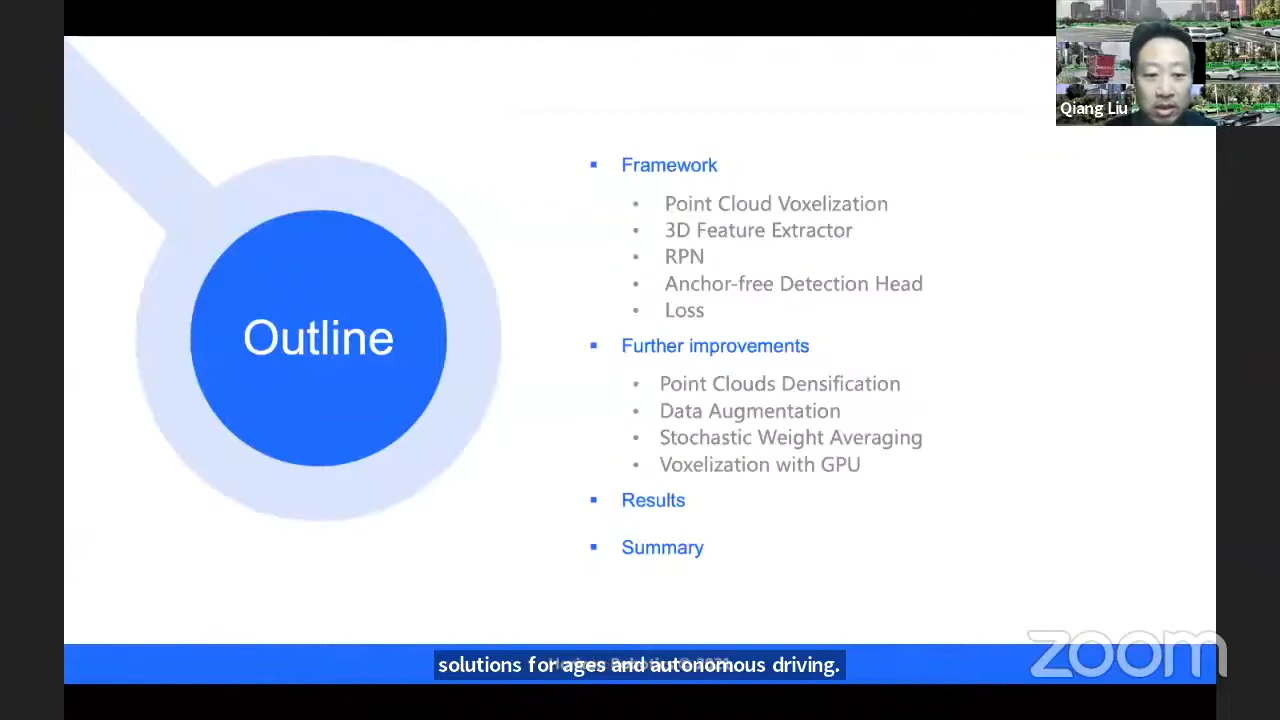 Qiang Liu
Outline
Framework
Point Cloud Voxelization
3D Feature Extractor
RPN
Anchor-free Detection Head
Loss
Further improvements
Point Clouds Densification
Data Augmentation
Stochastic Weight Averaging
Voxelization with GPU
Results
Summary
solutions for ages and autonomous driving.
zoom